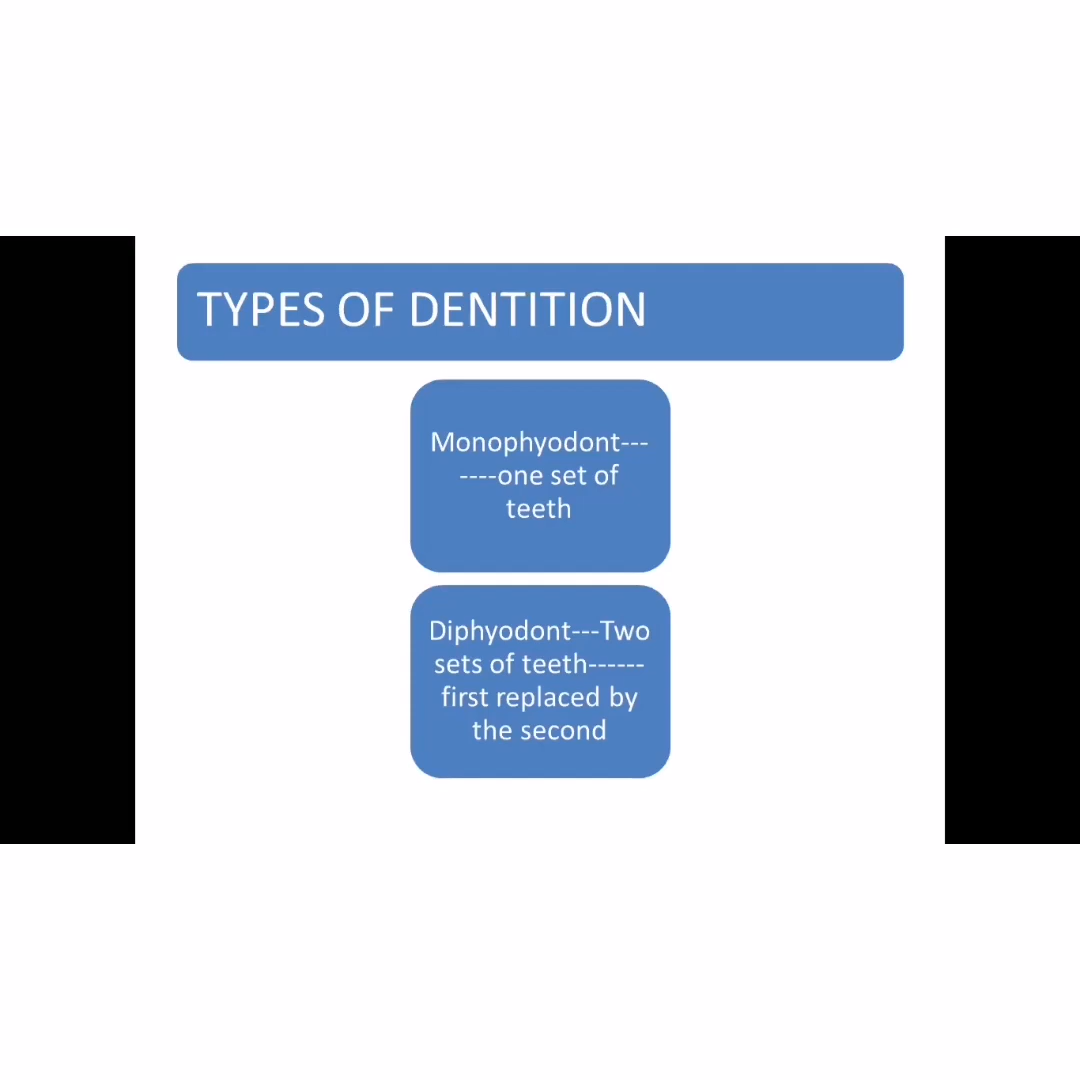 TYPES OF DENTITION
Monophyodont---
----one set of
teeth
Diphyodont---Two
sets of teeth------
first replaced by
the second